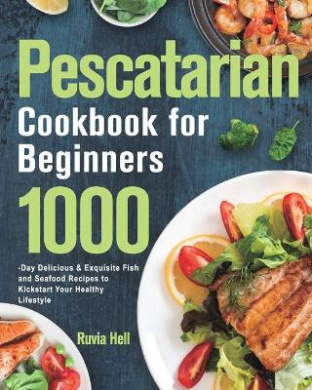 Pescatarian
Cookbook for
Beginners
1000
-Day Delicious & Exquisite Fish
and Seafood Recipes to
Kickstart Your Healthy
Lifestyle
Ruvia Hell